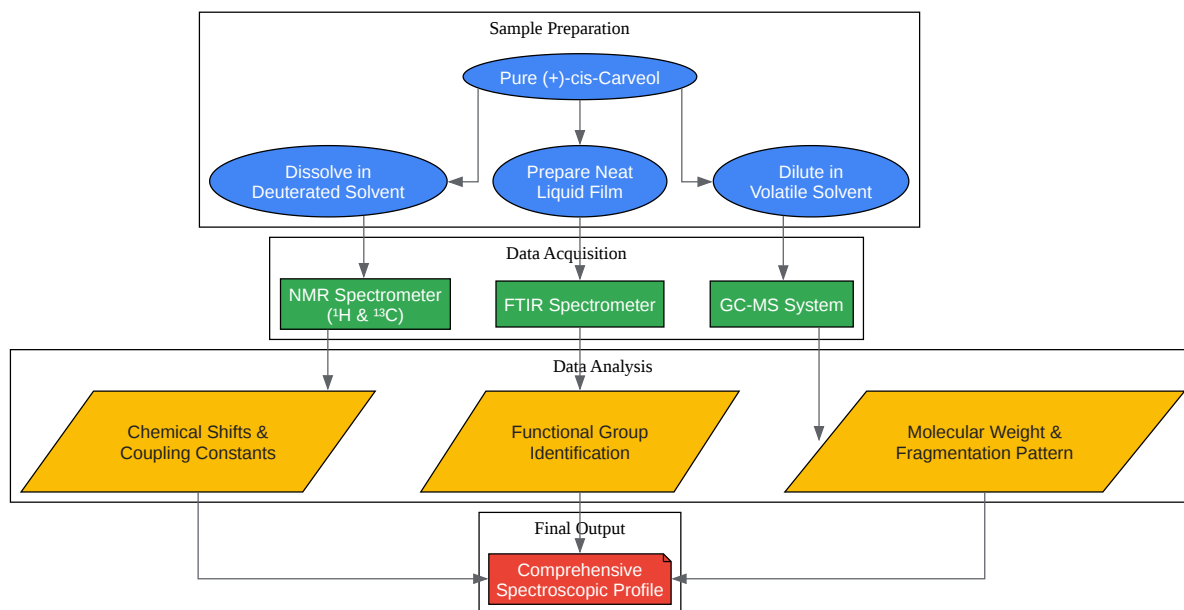 Sample Preparation
Pure (+)-cis-Carveol
Dissolve in
Deuterated Solvent
Prepare Neat
Liquid Film
Dilute in
Volatile Solvent
Data Acquisition
NMR Spectrometer
(¹H & ¹³C)
FTIR Spectrometer
GC-MS System
Data Analysis
Chemical Shifts &
Coupling Constants
Functional Group
Identification
Molecular Weight &
Fragmentation Pattern
Final Output
Comprehensive
Spectroscopic Profile